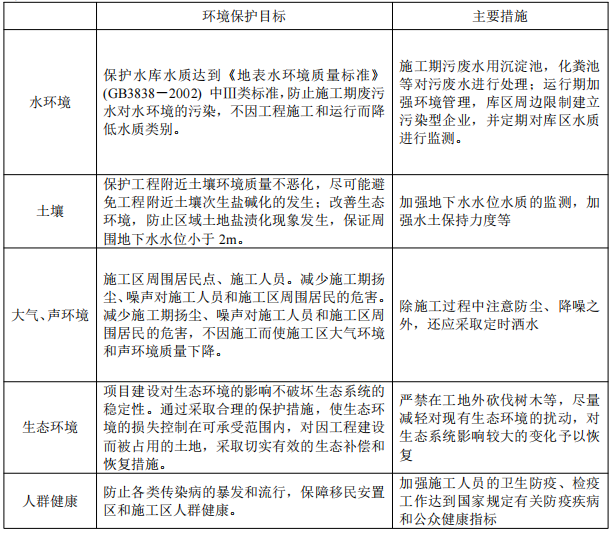 环境保护目标
主要措施
水环境
保护水库水质达到《地表水环境质量标准》
(GB3838－2002) 中Ⅲ类标准，防止施工期废污
水对水环境的污染，不因工程施工和运行而降
低水质类别。
施工期污废水用沉淀池，化粪池
等对污废水进行处理；运行期加
强环境管理，库区周边限制建立
污染型企业，并定期对库区水质
进行监测。
土壤
保护工程附近土壤环境质量不恶化，尽可能避
免工程附近土壤次生盐碱化的发生；改善生态
环境，防止区域土地盐渍化现象发生，保证周
围地下水水位小于 2m。
加强地下水水位水质的监测，加
强水土保持力度等
大气、声环境
施工区周围居民点、施工人员。减少施工期扬
尘、噪声对施工人员和施工区周围居民的危害。
减少施工期扬尘、噪声对施工人员和施工区周
围居民的危害，不因施工而使施工区大气环境
和声环境质量下降。
除施工过程中注意防尘、降噪之
外，还应采取定时洒水
生态环境
项目建设对生态环境的影响不破坏生态系统的
稳定性。通过采取合理的保护措施，使生态环
境的损失控制在可承受范围内，对因工程建设
而被占用的土地，采取切实有效的生态补偿和
恢复措施。
严禁在工地外砍伐树木等，尽量
减轻对现有生态环境的扰动，对
生态系统影响较大的变化予以恢
复
人群健康
防止各类传染病的暴发和流行，保障移民安置
区和施工区人群健康。
加强施工人员的卫生防疫、检疫
工作达到国家规定有关防疫疾病
和公众健康指标